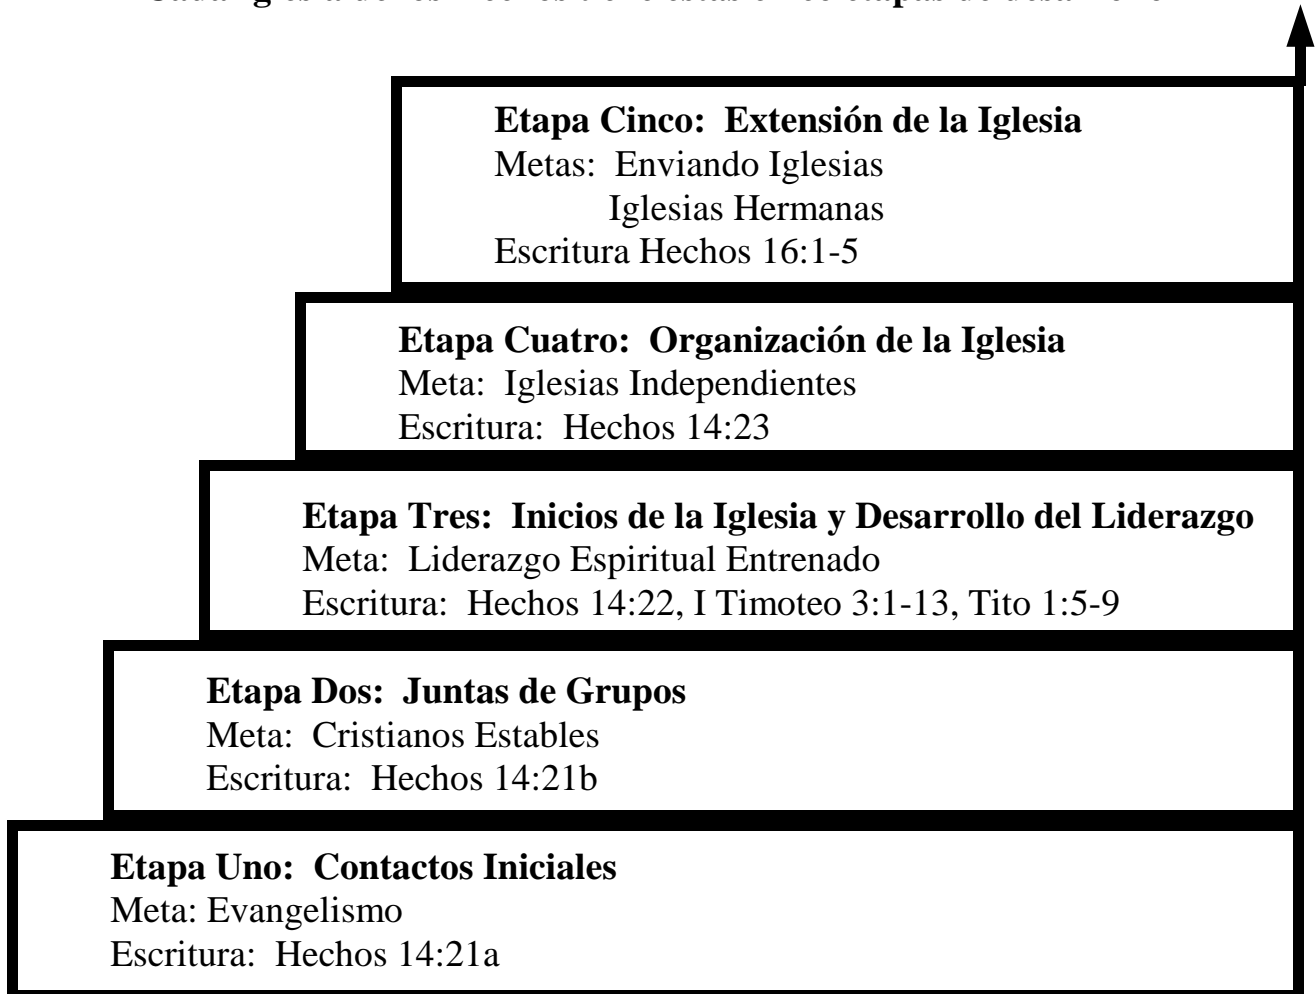 Etapa Cinco: Extensión de la Iglesia
Metas: Enviando Iglesias
Iglesias Hermanas
Escritura Hechos 16:1-5
Etapa Cuatro: Organización de la Iglesia
Meta: Iglesias Independientes
Escritura: Hechos 14:23
Etapa Tres: Inicios de la Iglesia y Desarrollo del Liderazgo
Meta: Liderazgo Espiritual Entrenado
Escritura: Hechos 14:22, I Timoteo 3:1-13, Tito 1:5-9
Etapa Dos: Juntas de Grupos
Meta: Cristianos Estables
Escritura: Hechos 14:21b
Etapa Uno: Contactos Iniciales
Meta: Evangelismo
Escritura: Hechos 14:21a